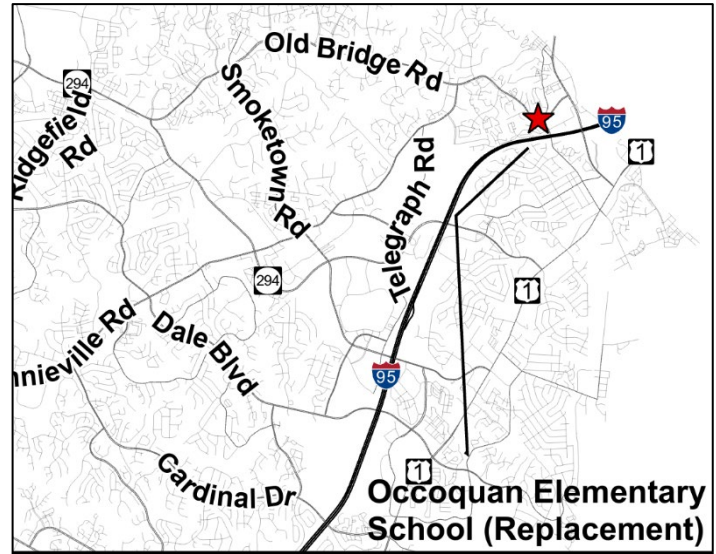 Old Bridge Rd
294
Ridgefield
Rd
Smoketown
Rd
95
1
Telegraph Rd
294
1
nnieville Rd
Dale Blvd
95
Cardinal Dr
1
Occoquan Elementary
School (Replacement)